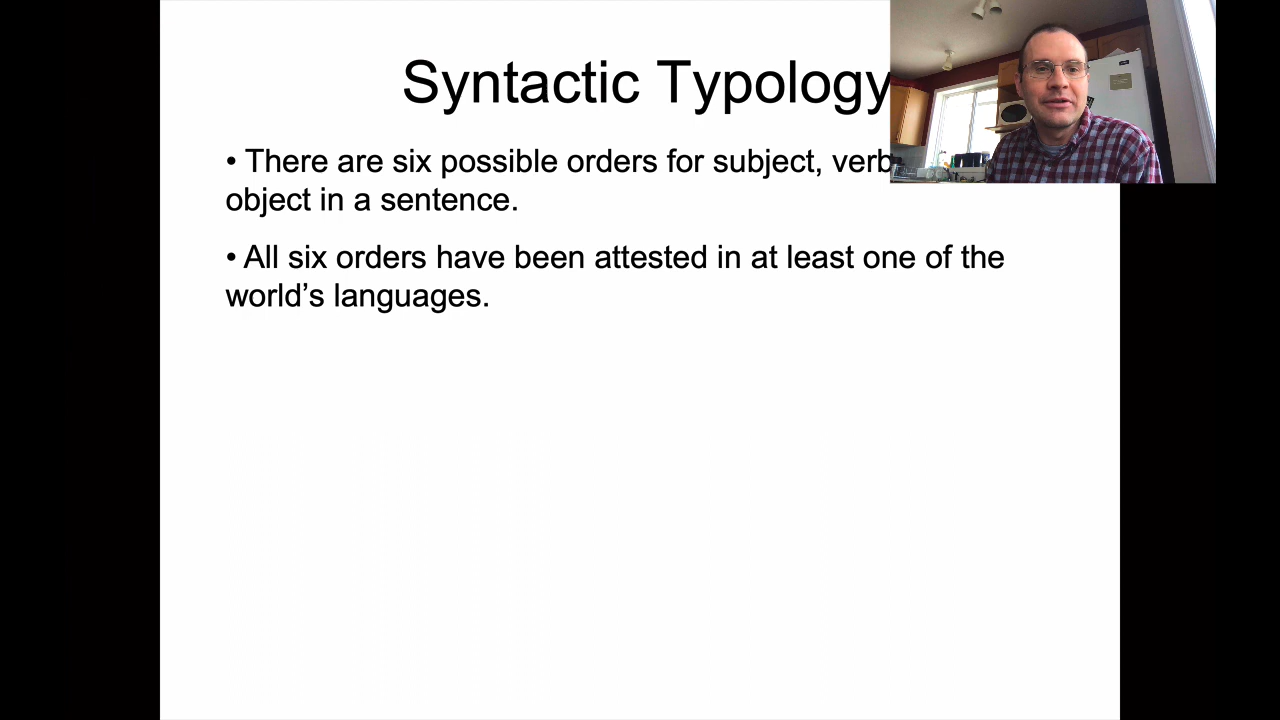 Syntactic Typology
• There are six possible orders for subject, verb
object in a sentence.
• All six orders have been attested in at least one of the
world's languages.